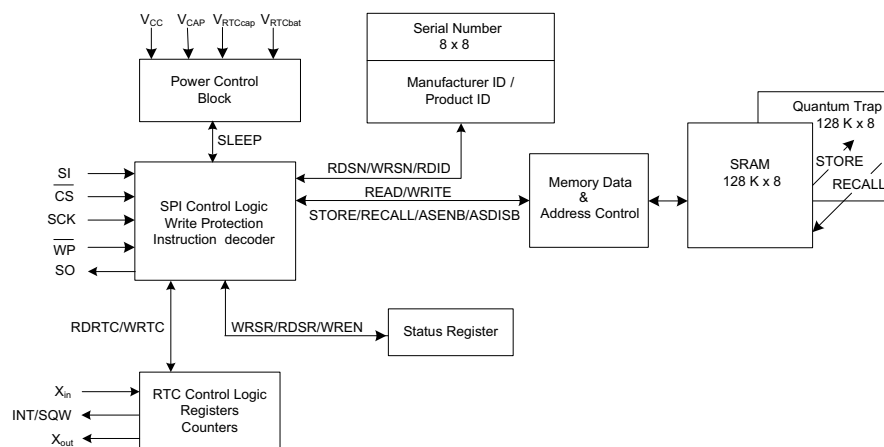 VCC VCAP VRTCcap VRTCbat
Power Control
Block
SLEEP
Serial Number
8 x 8
Manufacturer ID /
Product ID
Quantum Trap
128 K x 8
SRAM
128 K x 8
STORE
RECALL
SI
CS
SCK
WP
SO
SPI Control Logic
Write Protection
Instruction decoder
RDSN/WRSN/RDID
READ/WRITE
STORE/RECALL/ASENB/ASDISB
Memory Data
&
Address Control
RDRTC/WRTC
WRSR/RDSR/WREN
Status Register
Xin
INT/SQW
Xout
RTC Control Logic
Registers
Counters